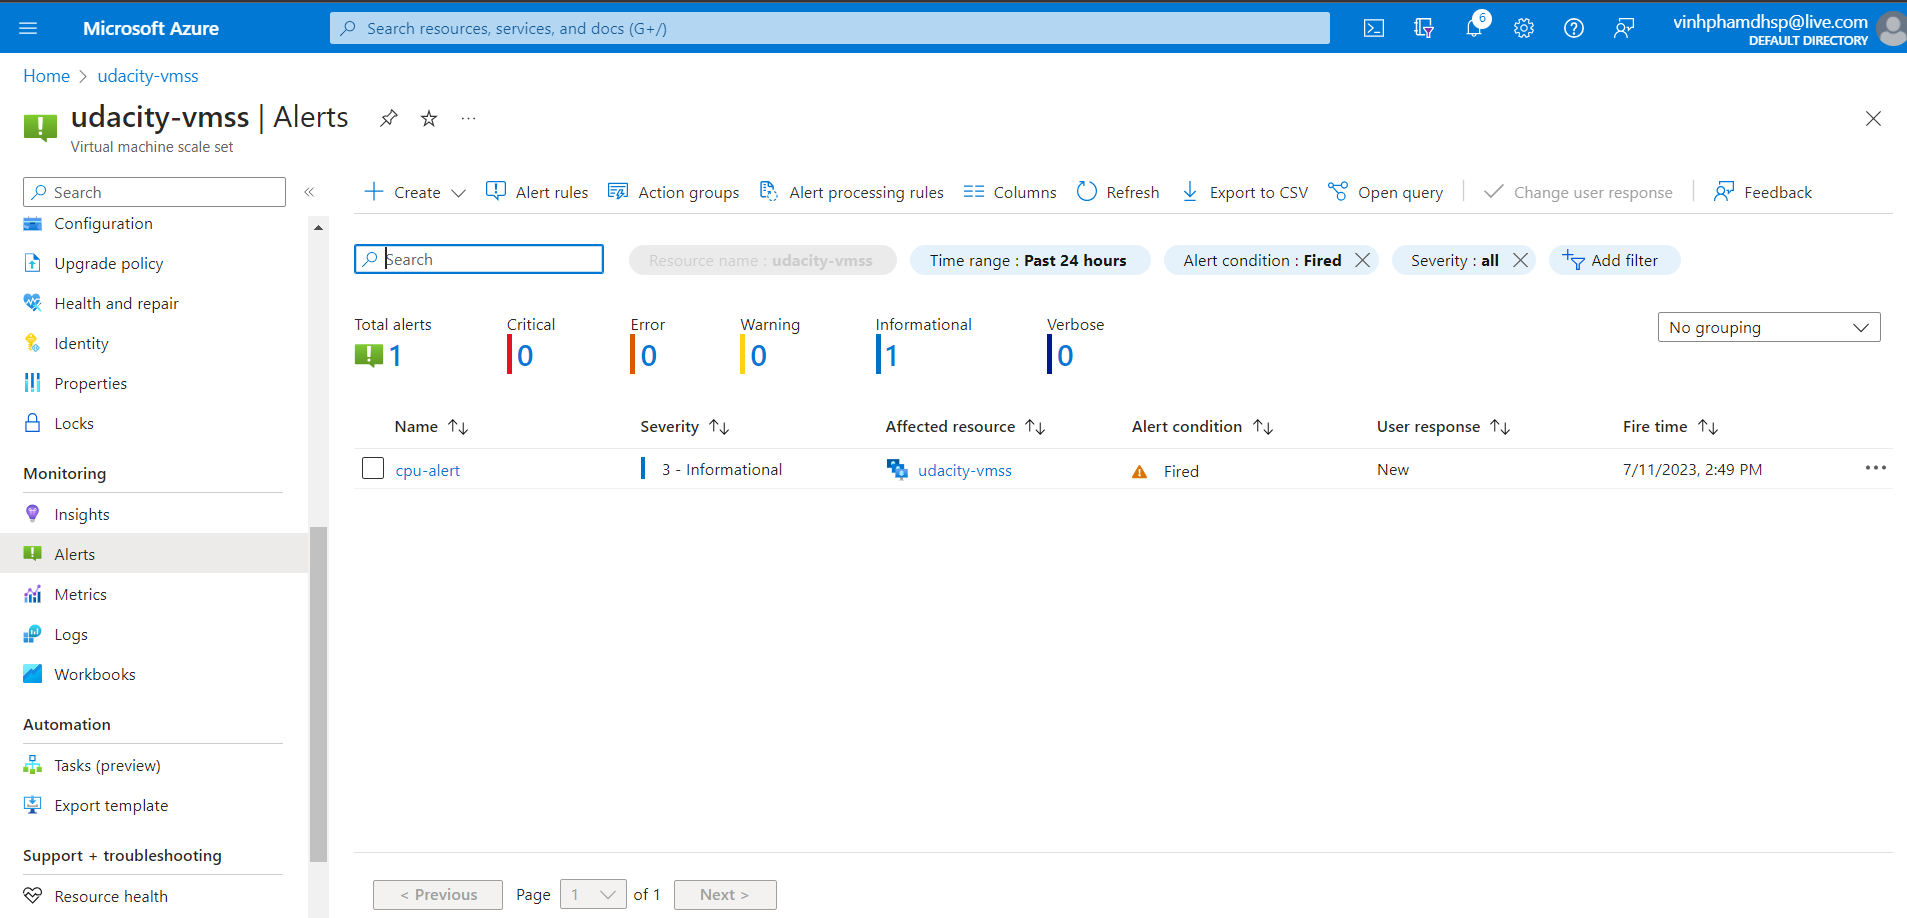 Microsoft Azure
Search resources, services, and docs (G+/)
6
vinhphamdhsp@live.com
DEFAULT DIRECTORY
Home > udacity-vmss
udacity-vmss | Alerts
Virtual machine scale set
Search
Configuration
Upgrade policy
Health and repair
Identity
Properties
Locks
Monitoring
Insights
Alerts
Metrics
Logs
Workbooks
Automation
Tasks (preview)
Export template
Support + troubleshooting
Resource health
Create Alert rules Action groups Alert processing rules Columns Refresh Export to CSV Open query Change user response Feedback
Search Resource name : udacity-vmss Time range : Past 24 hours Alert condition : Fired Severity : all Add filter
Total alerts Critical Error Warning Informational Verbose
1 0 0 0 1 0
No grouping
Name Severity Affected resource Alert condition User response Fire time
cpu-alert 3 - Informational udacity-vmss Fired New 7/11/2023, 2:49 PM
< Previous Page 1 of 1 Next >